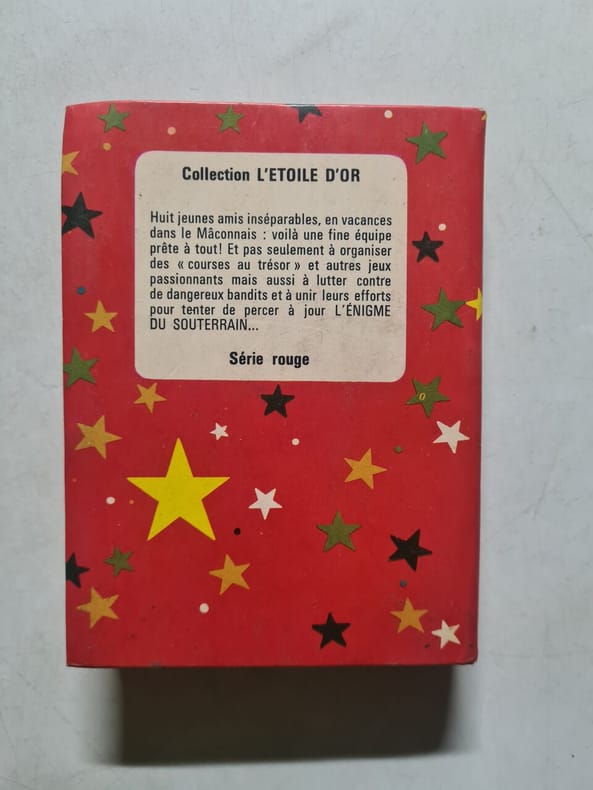 Collection L'ETOILE D'OR
Huit jeunes amis inséparables, en vacances
dans le Mâconnais : voilà une fine équipe
prête à tout! Et pas seulement à organiser
des « courses au trésor » et autres jeux
passionnants mais aussi à lutter contre
de dangereux bandits et à unir leurs efforts
pour tenter de percer à jour L'ÉNIGME
DU SOUTERRAIN...
Série rouge